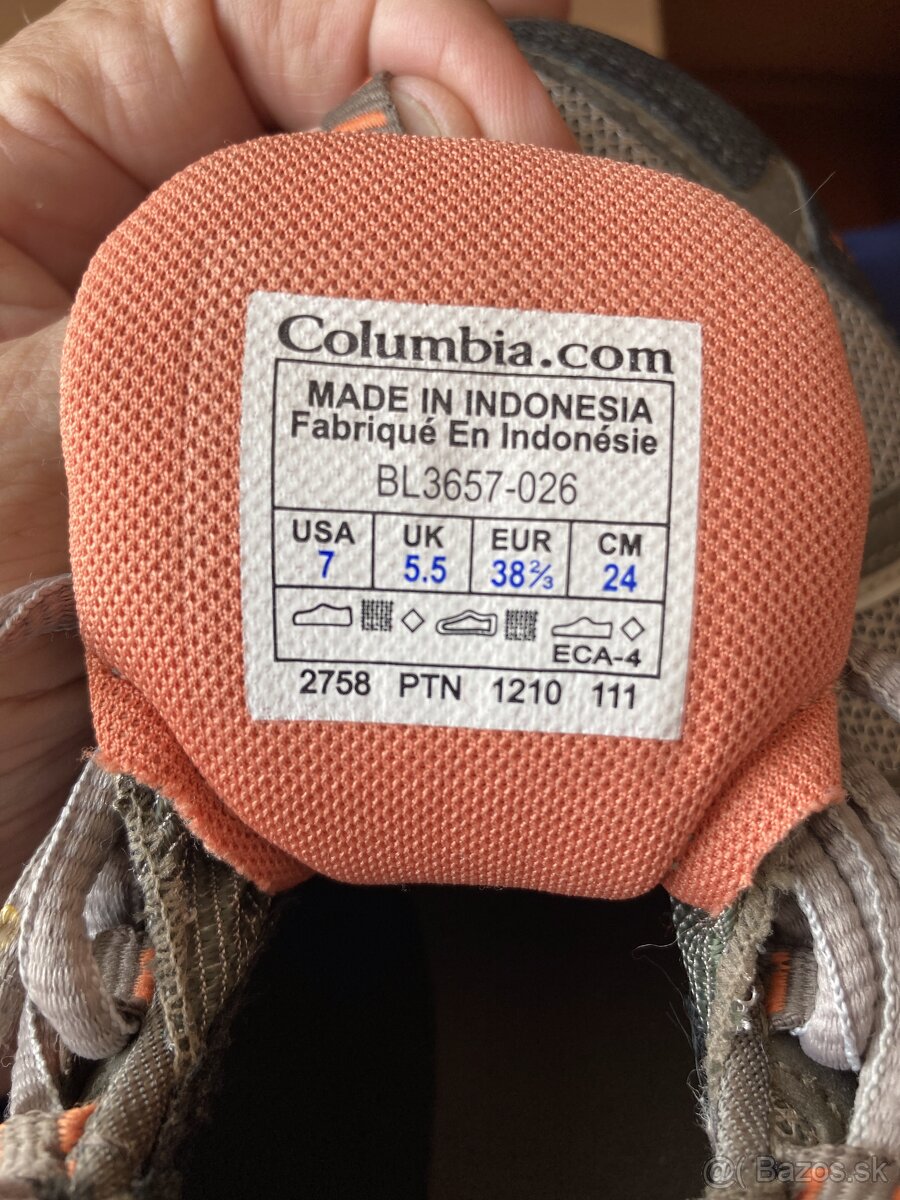 Columbia.com
MADE IN INDONESIA
Fabriqué En Indonésie
BL3657-026
USA UK EUR CM
7 5.5 38⅔ 24
ECA-4
2758 PTN 1210 111
@( Bazos.sk